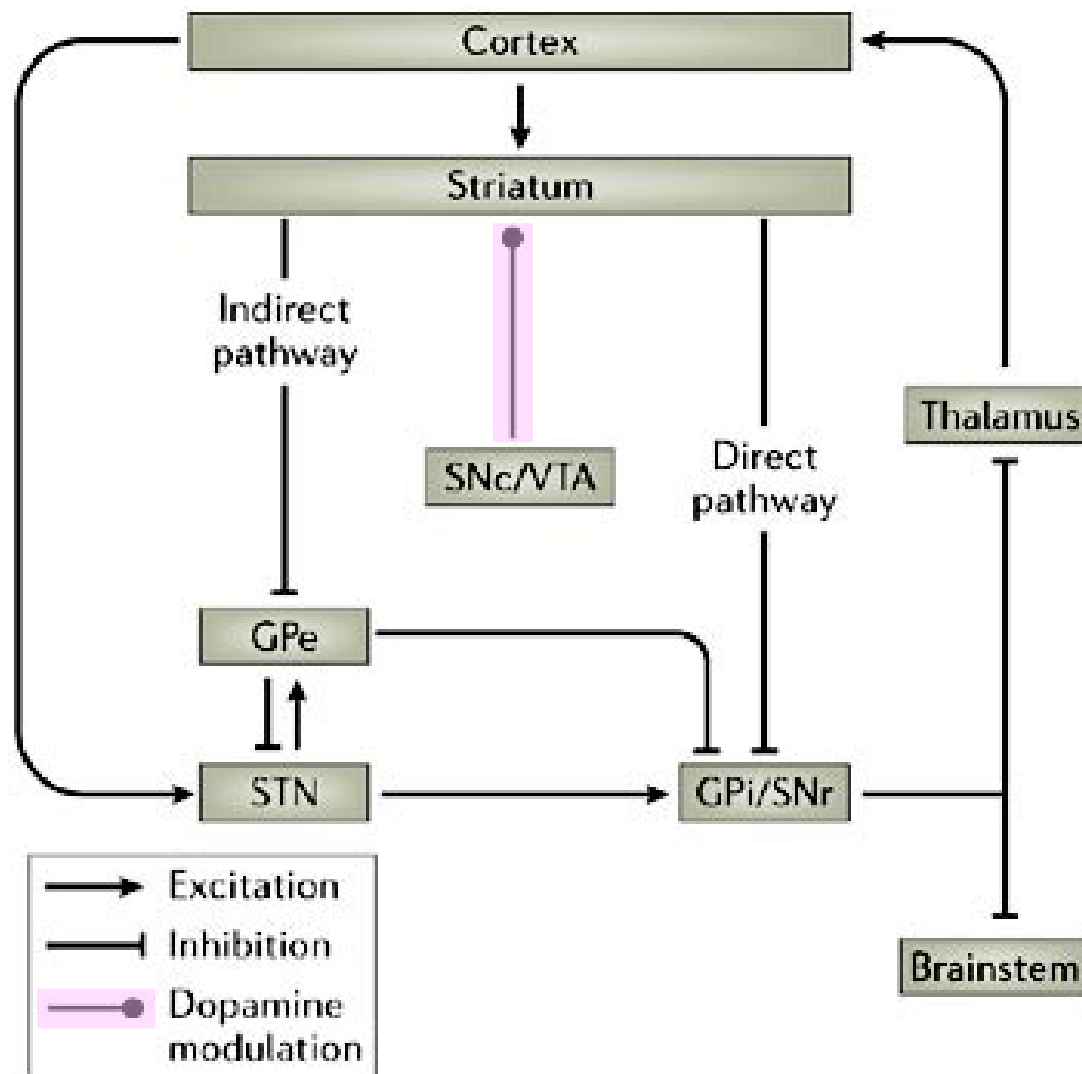 Cortex
Striatum
Indirect
pathway
Thalamus
SNc/VTA
Direct
pathway
GPe
STN
GPi/SNr
Excitation
Inhibition
Dopamine
modulation
Brainstem